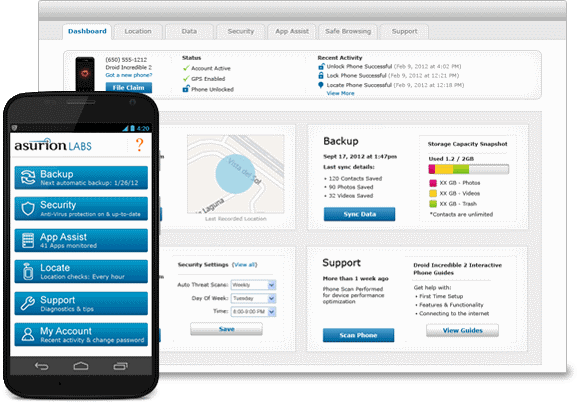 Dashboard
Location
Data
Security
App Assist
Safe Browsing
Support
(650) 555-1212
Droid Incredible 2
Got a new phone?
File Claim
Status
Account Active
GPS Enabled
Phone Unlocked
Recent Activity
Unlock Phone Successful (Feb 9, 2012 at 4:02 PM)
Lock Phone Successful (Feb 9, 2012 at 12:21 PM)
Locate Phone Successful (Feb 9, 2012 at 12:18 PM)
View More
Vista del Sol
Laguna
Last Recorded Location
Backup
Sept 17, 2012 at 1:47pm
Last sync details:
• 120 Contacts Saved
• 90 Photos Saved
• 32 Videos Saved
Sync Data
Storage Capacity Snapshot
Used 1.2 / 2GB
XX GB - Photos
XX GB - Videos
XX GB - Trash
*Contacts are unlimited
Security Settings (View all)
Auto Threat Scans: Weekly
Day Of Week: Tuesday
Time: 8:00-9:00 PM
Save
Support
More than 1 week ago
Phone Scan Performed
for device performance
optimization
Scan Phone
Droid Incredible 2 Interactive
Phone Guides
Get help with:
• First Time Setup
• Features & Functionality
• Connecting to the internet
View Guides
4:20
asurion LABS
?
Backup
Next automatic backup: 1/26/12
Security
Anti-Virus protection on & up-to-date
App Assist
41 Apps monitored
Locate
Location checks: Every hour
Support
Diagnostics & tips
My Account
Recent activity & change password